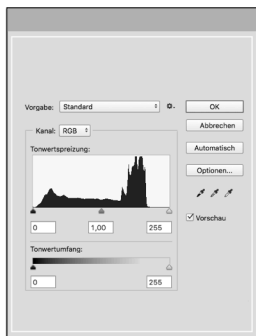 Vorgabe: Standard
OK
Kanal: RGB
Abbrechen
Tonwertspreizung:
Automatisch
Optionen...
Vorschau
0 1,00 255
Tonwertumfang:
0 255